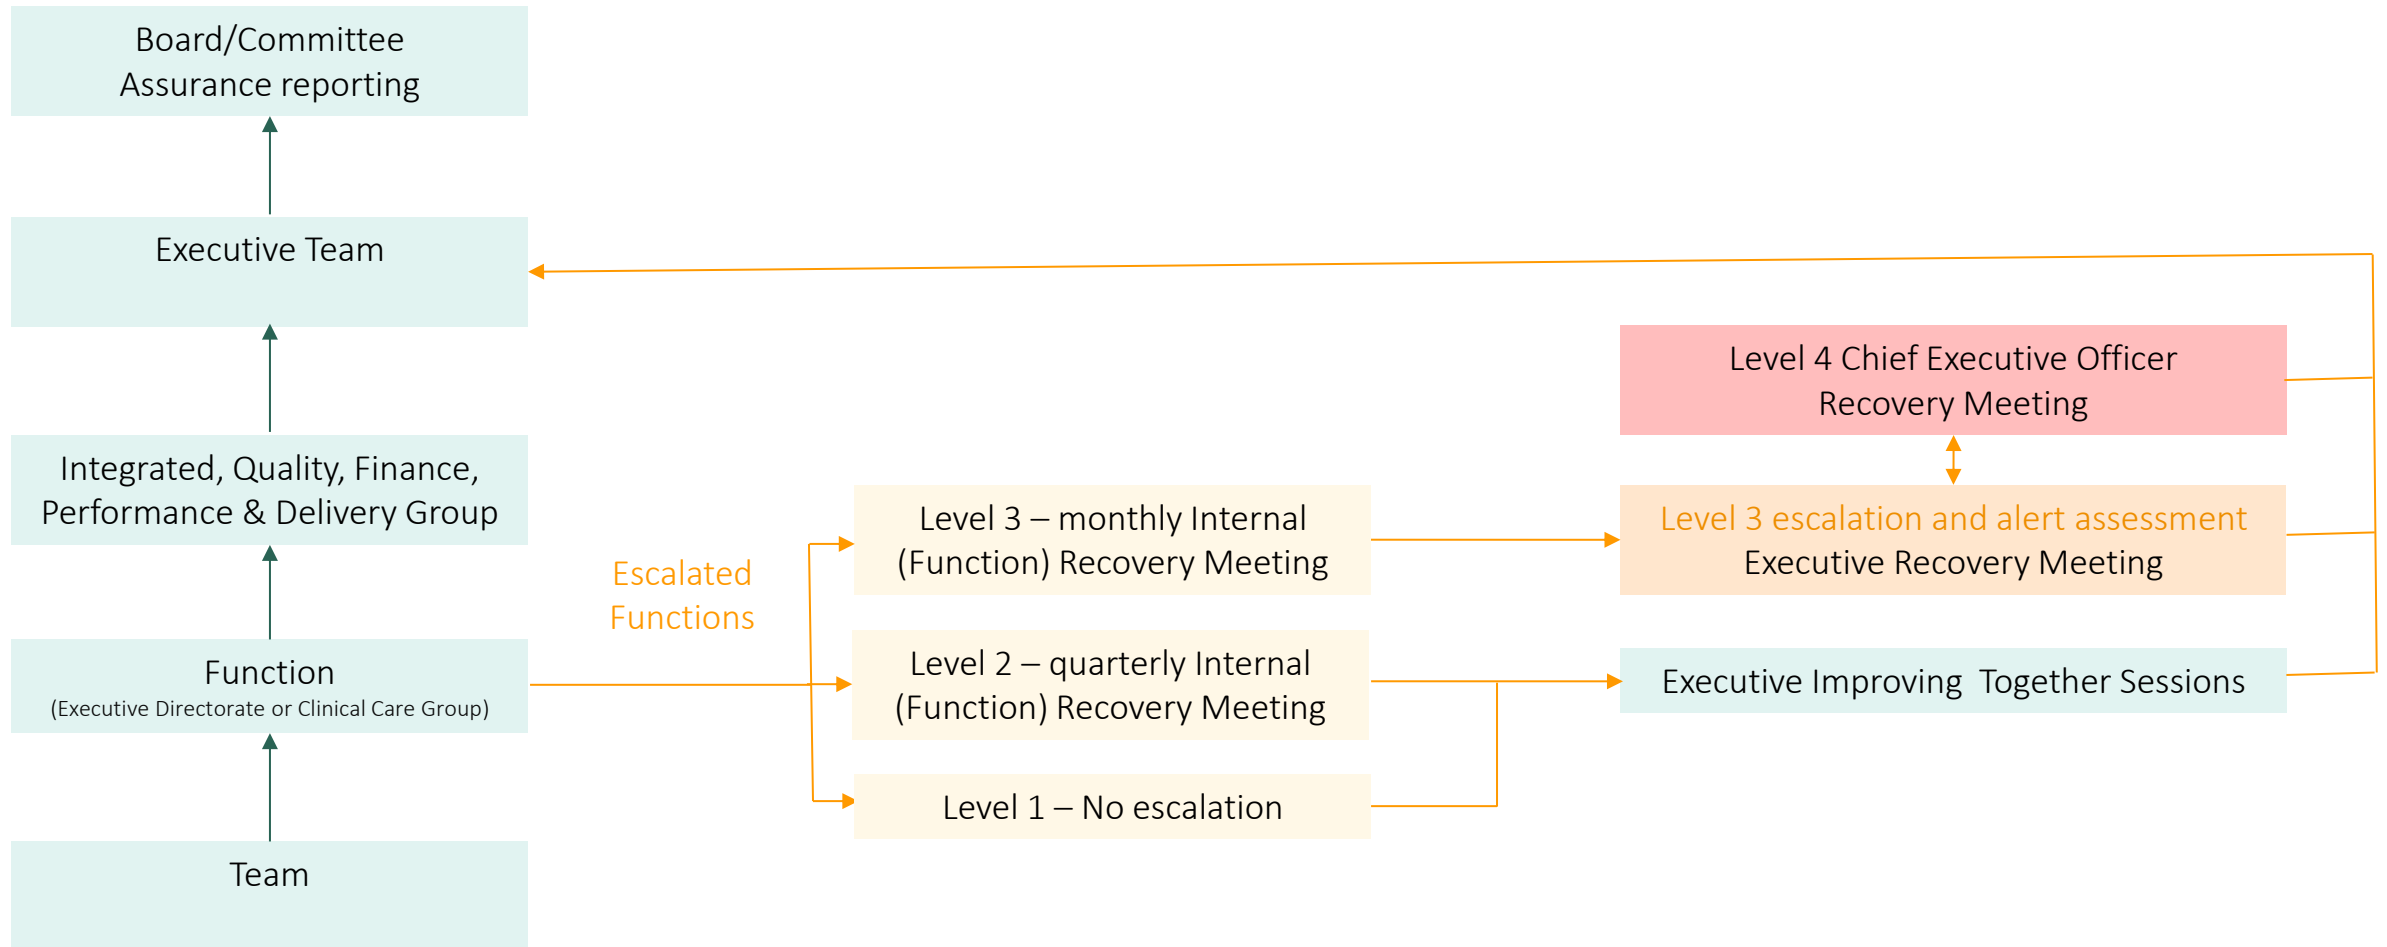 Board/Committee
Assurance reporting
Executive Team
Integrated, Quality, Finance,
Performance & Delivery Group
Function
(Executive Directorate or Clinical Care Group)
Team
Escalated
Functions
Level 3 – monthly Internal
(Function) Recovery Meeting
Level 2 – quarterly Internal
(Function) Recovery Meeting
Level 1 – No escalation
Level 4 Chief Executive Officer
Recovery Meeting
Level 3 escalation and alert assessment
Executive Recovery Meeting
Executive Improving  Together Sessions